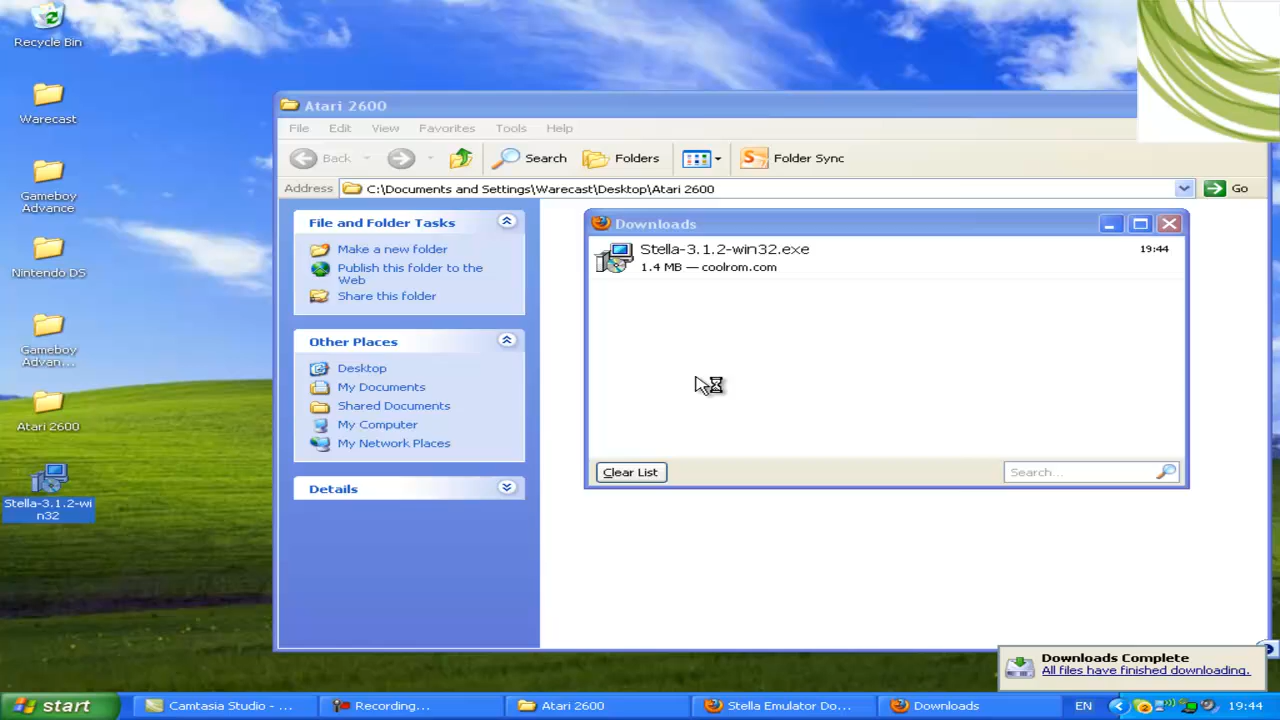 Recycle Bin
Warecast
Gameboy
Advance
Nintendo DS
Gameboy
Advan...
Atari 2600
Stella-3.1.2-wi
n32
Atari 2600
File Edit View Favorites Tools Help
Back Search Folders Folder Sync
Address C:\Documents and Settings\Warecast\Desktop\Atari 2600 Go
File and Folder Tasks
Make a new folder
Publish this folder to the
Web
Share this folder
Other Places
Desktop
My Documents
Shared Documents
My Computer
My Network Places
Details
Downloads
Stella-3.1.2-win32.exe 19:44
1.4 MB — coolrom.com
Clear List Search...
Downloads Complete
All files have finished downloading.
start Camtasia Studio - ... Recording... Atari 2600 Stella Emulator Do... Downloads EN 19:44